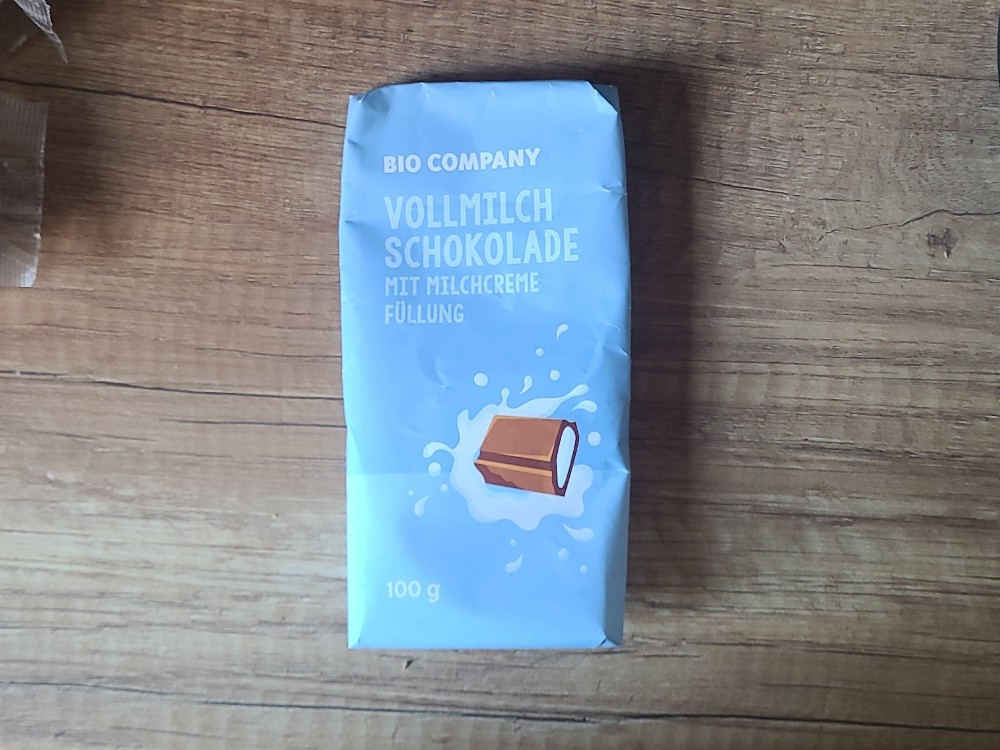 BIO COMPANY
VOLLMILCH
SCHOKOLADE
MIT MILCHCREME
FÜLLUNG
100 g